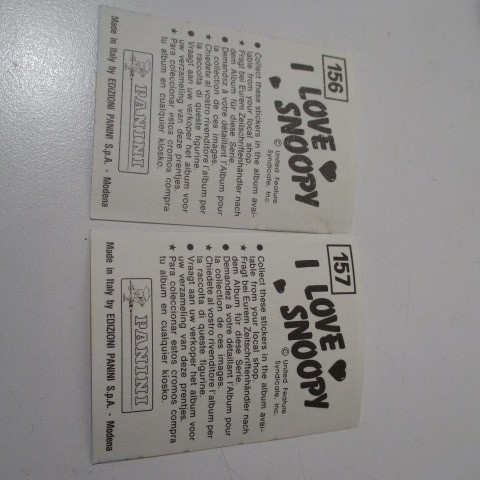 156
I LOVE
SNOOPY
© United Feature
Syndicate, Inc.
● Collect these stickers in the album avai-
lable from your local shop.
★ Fragt bei Eurem Zeitschriftenhändler nach
dem Album für diese Serie.
● Demandez à votre détaillant l'Album pour
la collection de ces images.
★ Chiedete al vostro rivenditore l'album per
la raccolta di queste figurine.
● Vraagt aan uw verkoper het album voor
uw verzameling van deze prentjes.
★ Para coleccionar estos cromos compra
tu album en cualquier kiosko.
PANINI
Made in Italy by EDIZIONI PANINI S.p.A. - Modena
157
I LOVE
SNOOPY
© United Feature
Syndicate, Inc.
● Collect these stickers in the album avai-
lable from your local shop.
★ Fragt bei Eurem Zeitschriftenhändler nach
dem Album für diese Serie.
● Demandez à votre détaillant l'Album pour
la collection de ces images.
★ Chiedete al vostro rivenditore l'album per
la raccolta di queste figurine.
● Vraagt aan uw verkoper het album voor
uw verzameling van deze prentjes.
★ Para coleccionar estos cromos compra
tu album en cualquier kiosko.
PANINI
Made in Italy by EDIZIONI PANINI S.p.A. - Modena